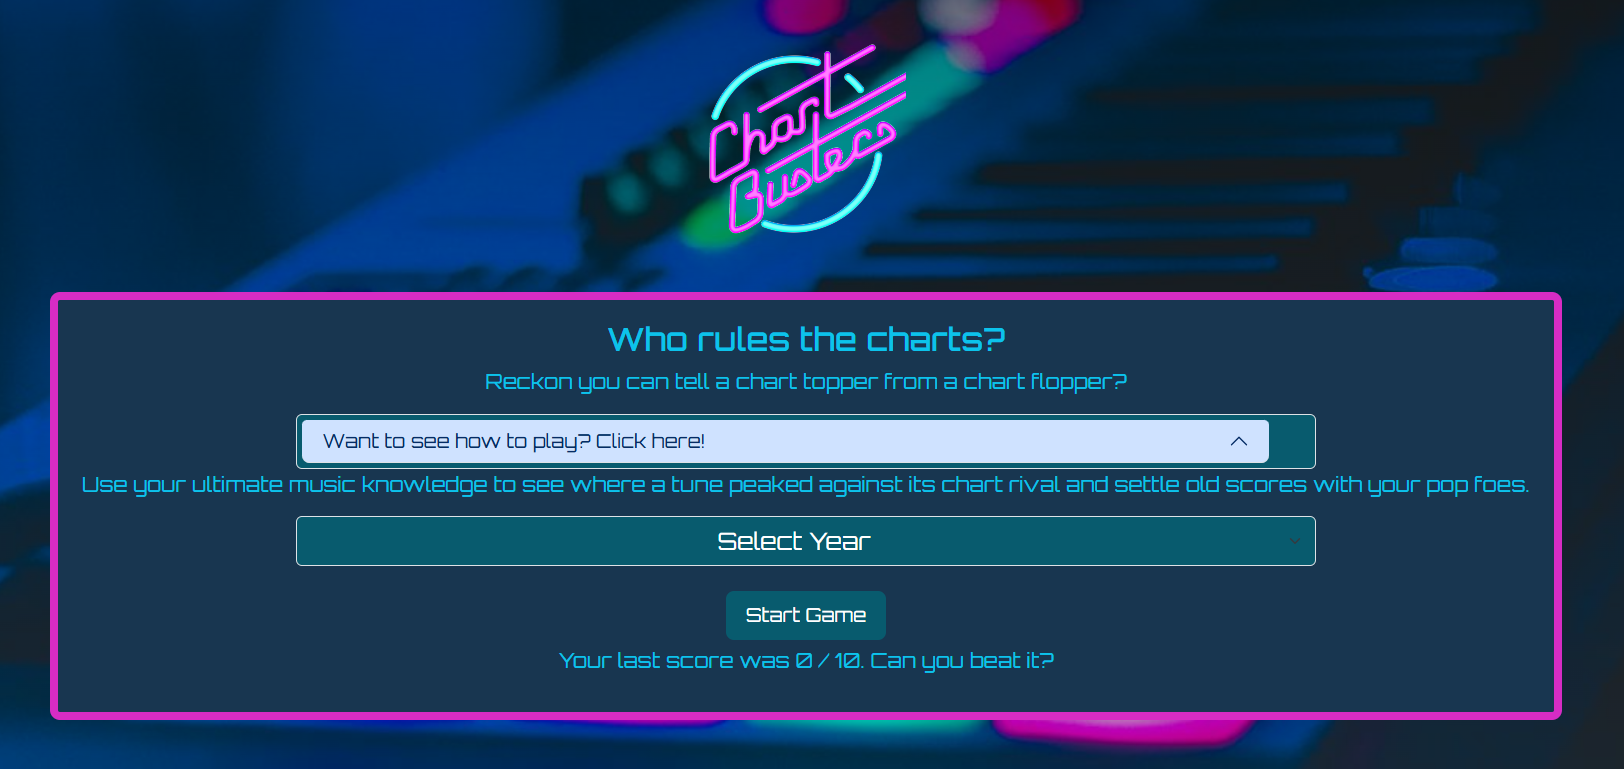 Chart
Busters
Who rules the charts?
Reckon you can tell a chart topper from a chart flopper?
Want to see how to play? Click here!
Use your ultimate music knowledge to see where a tune peaked against its chart rival and settle old scores with your pop foes.
Select Year
Start Game
Your last score was 0 / 10. Can you beat it?